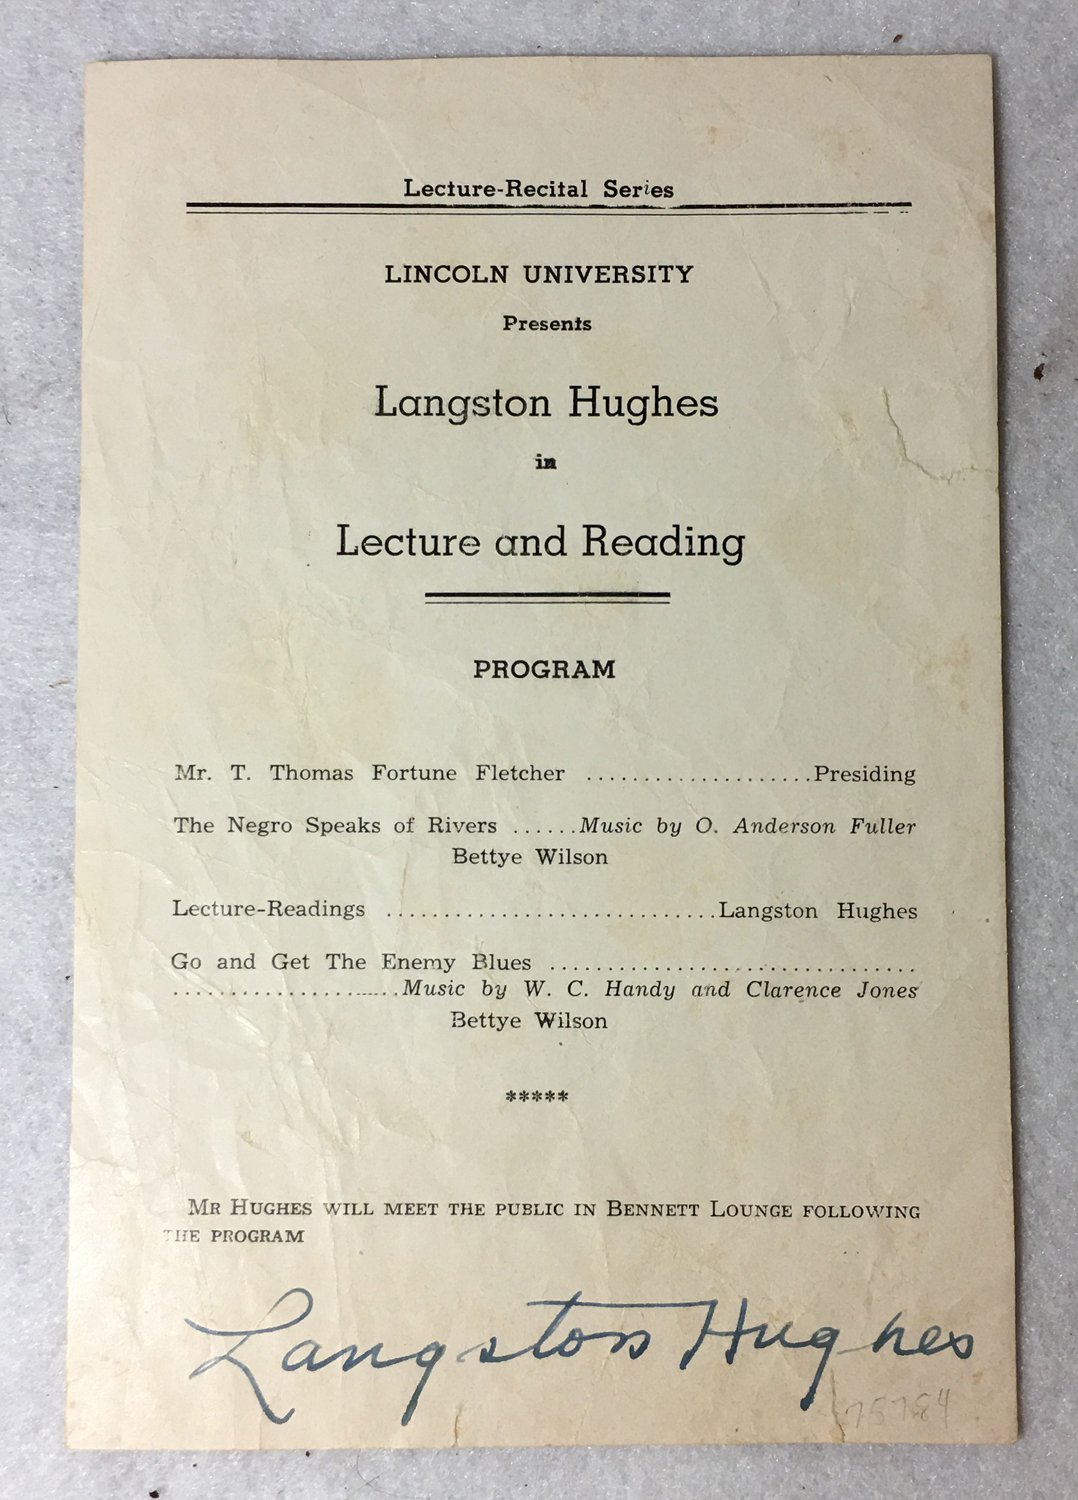 Lecture-Recital Series
LINCOLN UNIVERSITY
Presents
Langston Hughes
in
Lecture and Reading
PROGRAM
Mr. T. Thomas Fortune Fletcher ....................Presiding
The Negro Speaks of Rivers ......Music by O. Anderson Fuller
Bettye Wilson
Lecture-Readings .............................Langston Hughes
Go and Get The Enemy Blues ................................
.......................Music by W. C. Handy and Clarence Jones
Bettye Wilson
*****
MR HUGHES WILL MEET THE PUBLIC IN BENNETT LOUNGE FOLLOWING
THE PROGRAM
Langston Hughes
75784